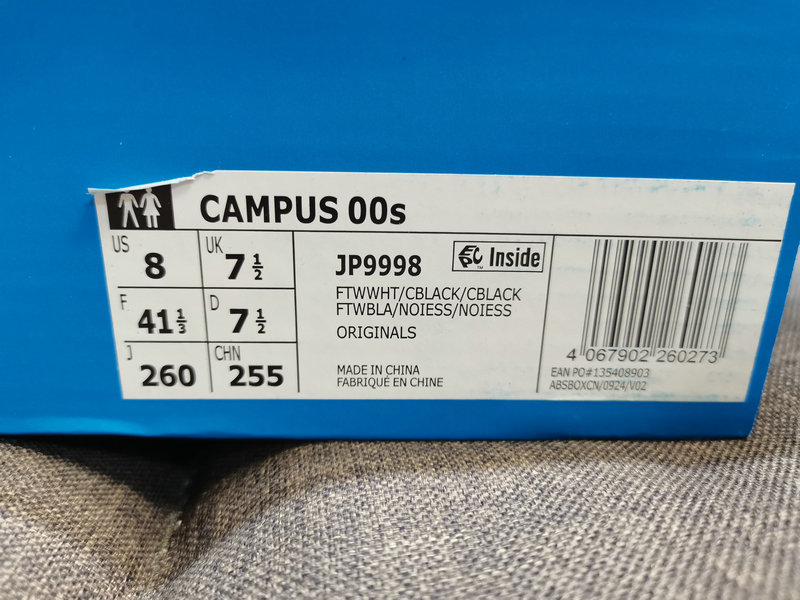 CAMPUS 00s
US 8 UK 7 1/2
F 41 1/3 D 7 1/2
J 260 CHN 255
JP9998 EPC Inside
TM
FTWWHT/CBLACK/CBLACK
FTWBLA/NOIESS/NOIESS
ORIGINALS
MADE IN CHINA
FABRIQUÉ EN CHINE
4 067902 260273
EAN PO#135408903
ABSBOXCN/0924/V02